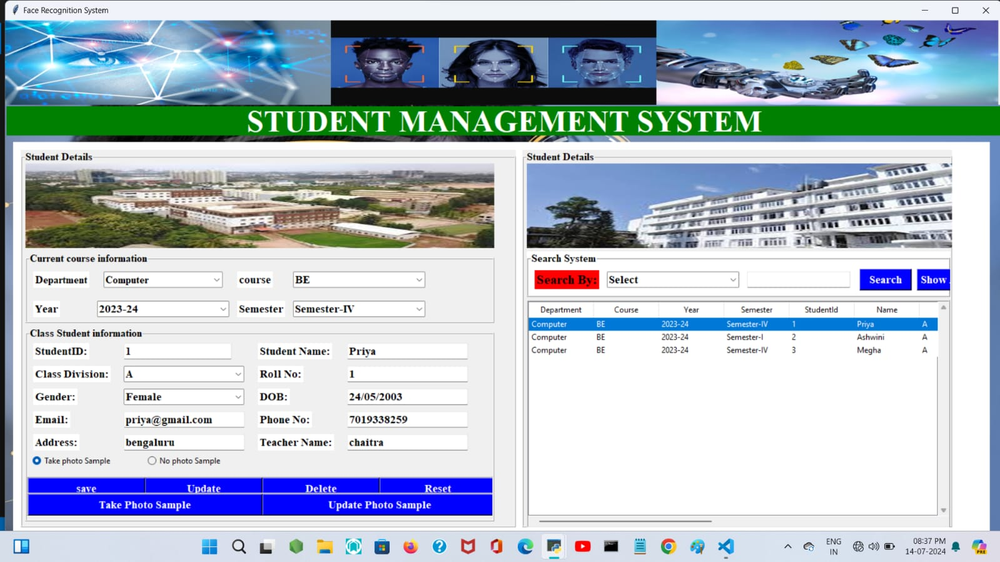 Face Recognition System
STUDENT MANAGEMENT SYSTEM
Student Details
Current course information
Department Computer course BE
Year 2023-24 Semester Semester-IV
Class Student information
StudentID: 1 Student Name: Priya
Class Division: A Roll No: 1
Gender: Female DOB: 24/05/2003
Email: priya@gmail.com Phone No: 7019338259
Address: bengaluru Teacher Name: chaitra
Take photo Sample No photo Sample
save Update Delete Reset
Take Photo Sample Update Photo Sample
Student Details
Search System
Search By: Select Search Show
Department Course Year Semester StudentId Name
Computer BE 2023-24 Semester-IV 1 Priya A
Computer BE 2023-24 Semester-I 2 Ashwini A
Computer BE 2023-24 Semester-IV 3 Megha A
ENG
IN
08:37 PM
14-07-2024
PRE